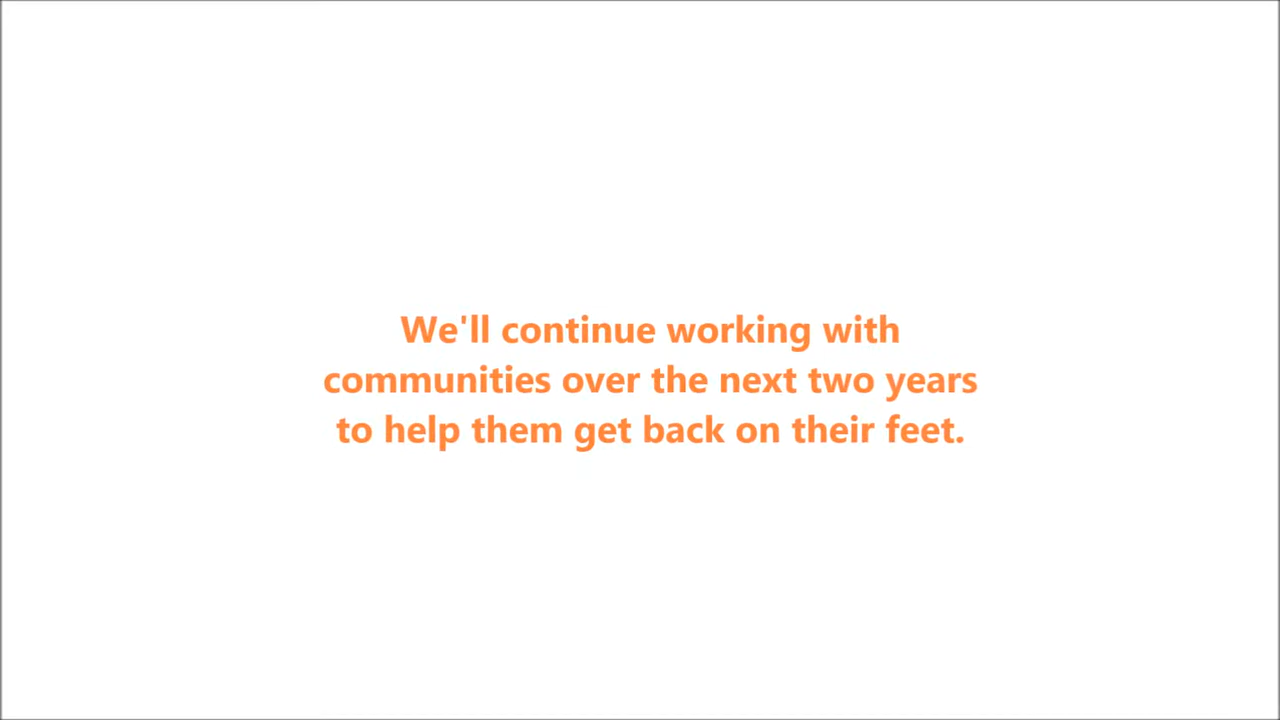 We'll continue working with
communities over the next two years
to help them get back on their feet.